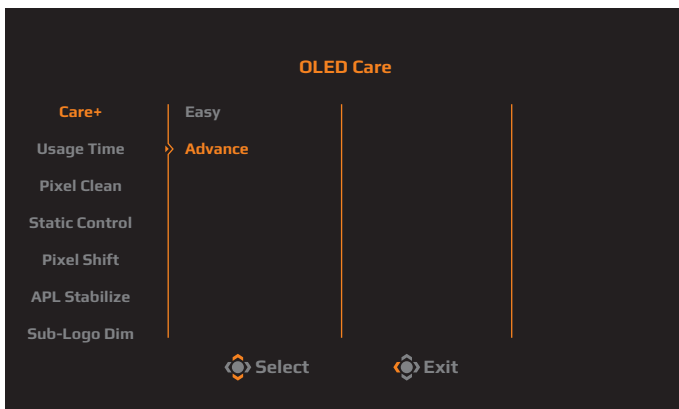 OLED Care
Care+
Usage Time
Pixel Clean
Static Control
Pixel Shift
APL Stabilize
Sub-Logo Dim
Easy
Advance
Select
Exit